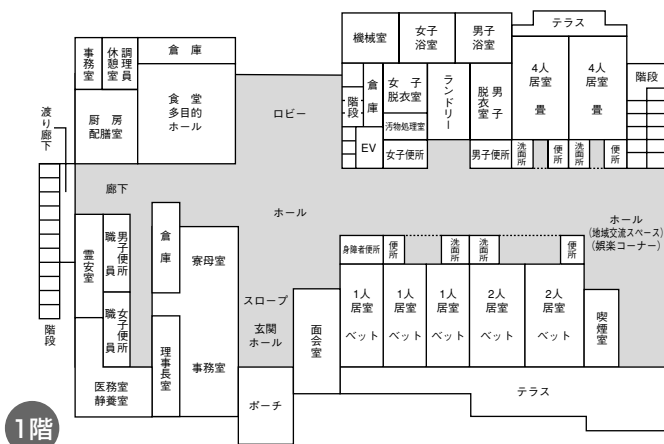 テラス
機械室
女子
浴室
男子
浴室
事務室
調理員
休憩室
倉庫
4人
居室
畳
4人
居室
畳
階段
食堂
多目的
ホール
ロビー
階段
倉庫
女子
脱衣室
ランドリー
男子
脱衣室
渡り廊下
厨房
配膳室
汚物処理室
EV
女子便所
男子便所
洗面所
便所
洗面所
便所
廊下
ホール
ホール
(地域交流スペース)
(娯楽コーナー)
霊安室
男子便所
職員
倉庫
寮母室
身障者便所
便所
洗面所
洗面所
便所
1人
居室
ベット
1人
居室
ベット
1人
居室
ベット
2人
居室
ベット
2人
居室
ベット
喫煙室
スロープ
玄関
ホール
面会室
階段
女子便所
職員
理事長室
事務室
医務室
静養室
ポーチ
テラス
1階